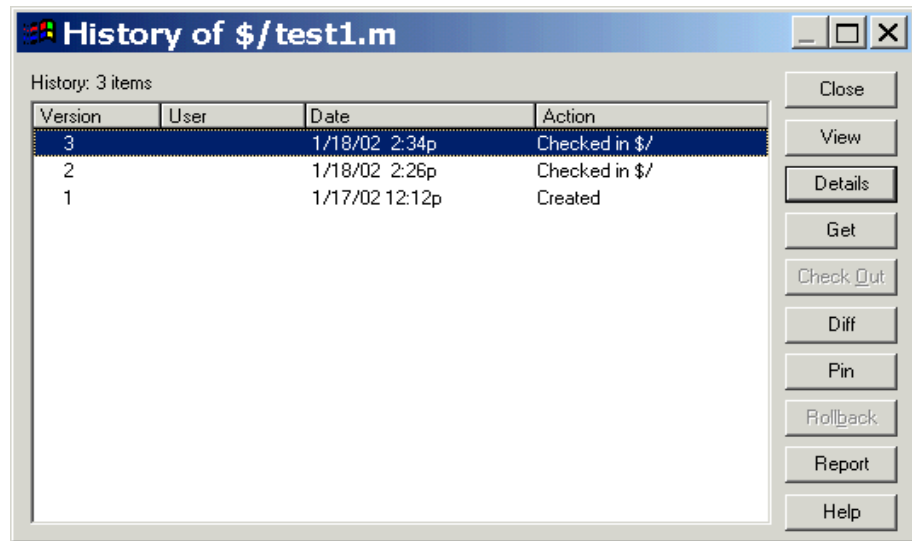 History of $/test1.m
History: 3 items
Version User Date Action
3 1/18/02 2:34p Checked in $/
2 1/18/02 2:26p Checked in $/
1 1/17/02 12:12p Created
Close
View
Details
Get
Check Out
Diff
Pin
Rollback
Report
Help